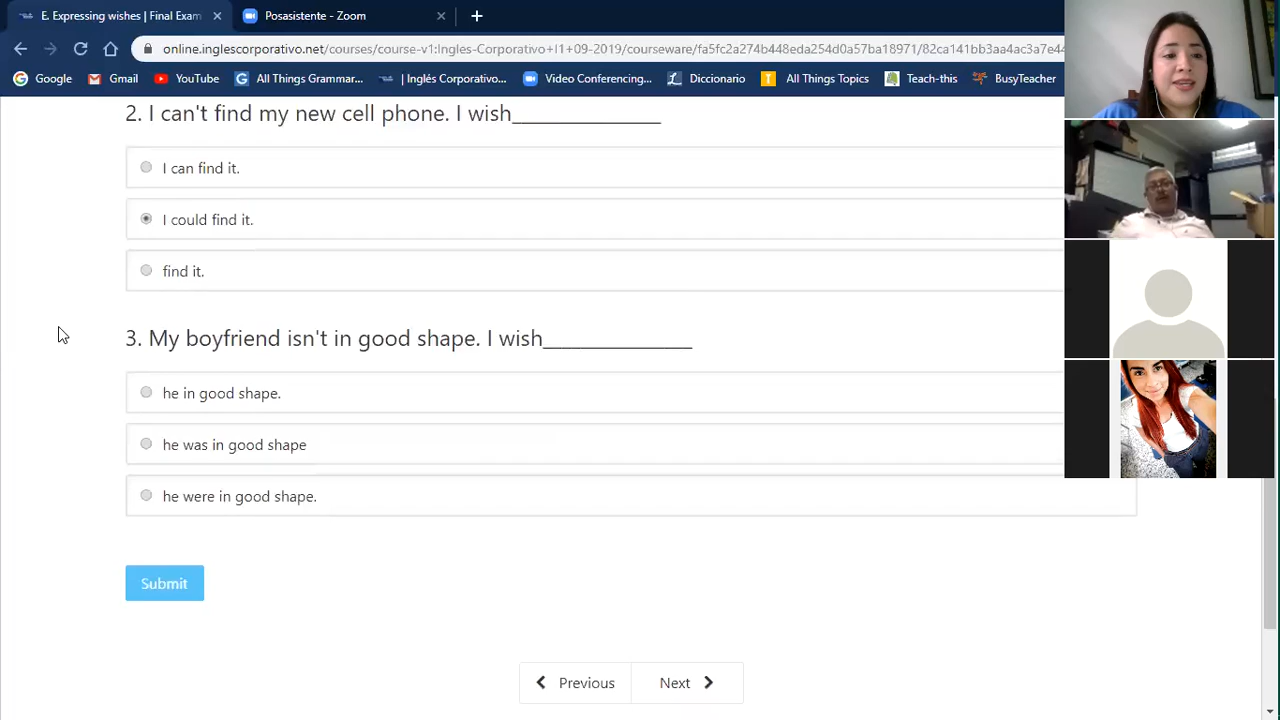 E. Expressing wishes | Final Exam
Posasistente - Zoom
online.inglescorporativo.net/courses/course-v1:Ingles-Corporativo+I1+09-2019/courseware/fa5fc2a274b448eda254d0a57ba18971/82ca141bb3aa4ac3a7e44
Google
Gmail
YouTube
All Things Grammar...
| Inglés Corporativo...
Video Conferencing...
Diccionario
All Things Topics
Teach-this
BusyTeacher
2. I can't find my new cell phone. I wish_______________
I can find it.
I could find it.
find it.
3. My boyfriend isn't in good shape. I wish_______________
he in good shape.
he was in good shape
he were in good shape.
Submit
Previous
Next